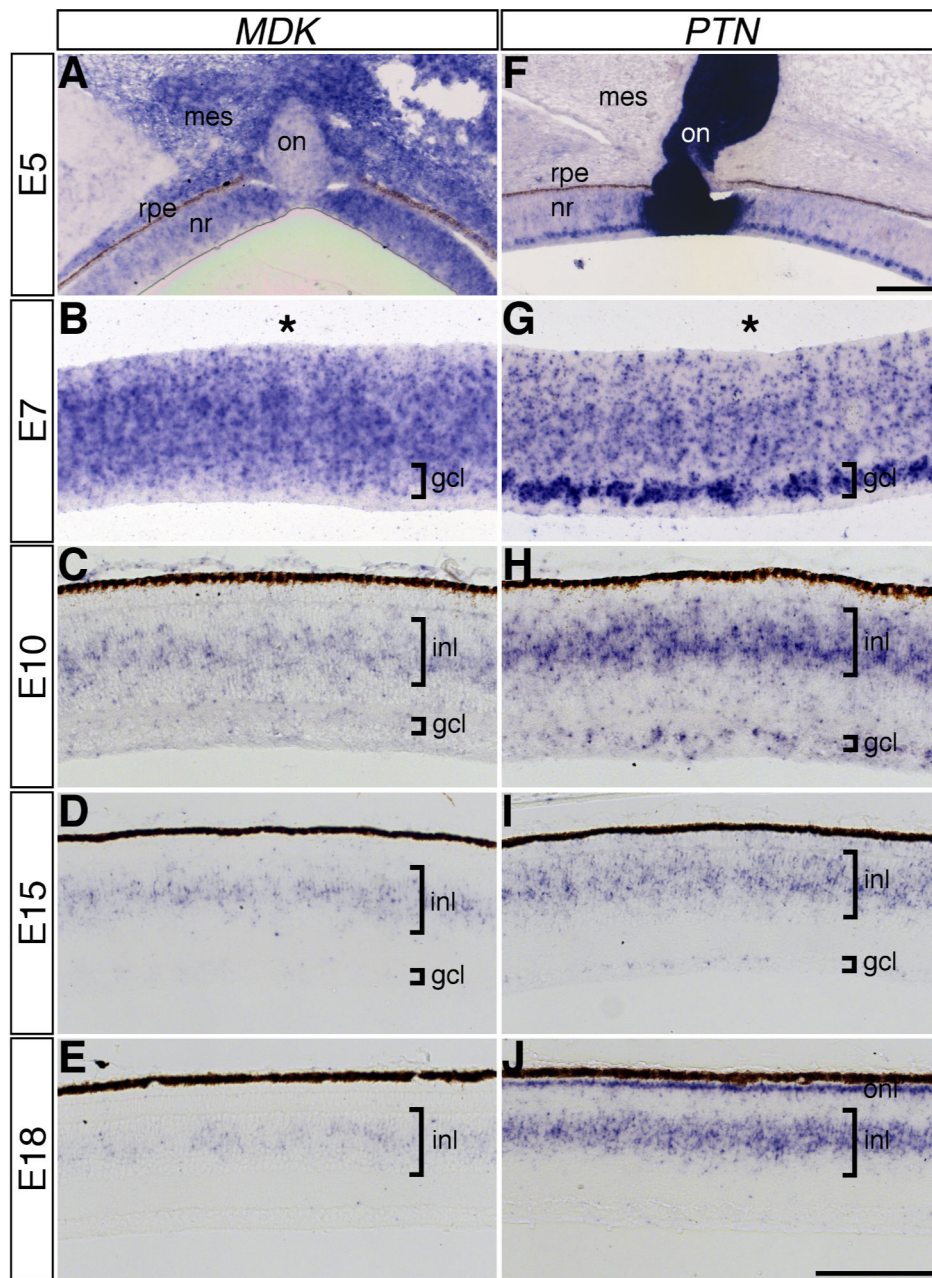 MDK PTN
E5
A
mes
on
rpe
nr
F
mes
on
rpe
nr
E7
B
*
gcl
G
*
gcl
E10
C
inl
gcl
H
inl
gcl
E15
D
inl
gcl
I
inl
gcl
E18
E
inl
J
onl
inl